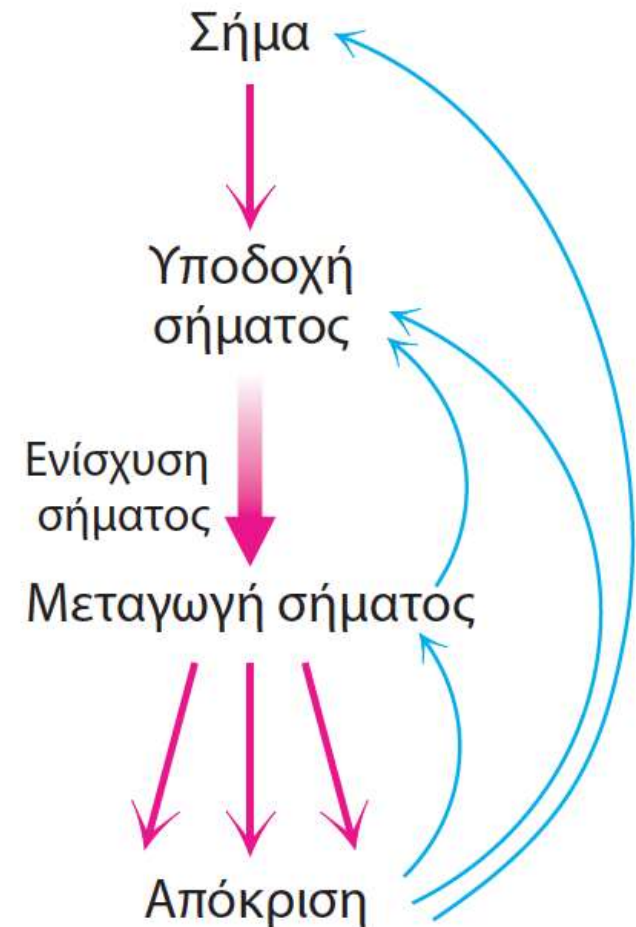 Σήμα
Υποδοχή
σήματος
Ενίσχυση
σήματος
Μεταγωγή σήματος
Απόκριση